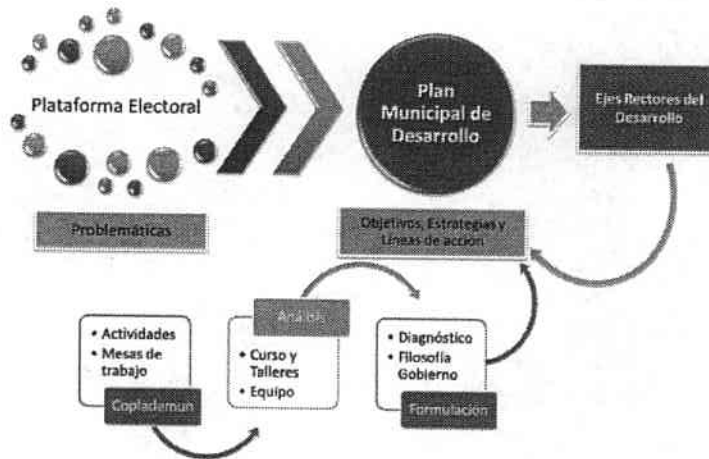 Plataforma Electoral
Plan
Municipal de
Desarrollo
Ejes Rectores del
Desarrollo
Problemáticas
Objetivos, Estrategias y
Líneas de acción
• Actividades
• Mesas de
trabajo
Coplademun
Análisis
• Curso y
Talleres
• Equipo
• Diagnóstico
• Filosofía
Gobierno
Formulación